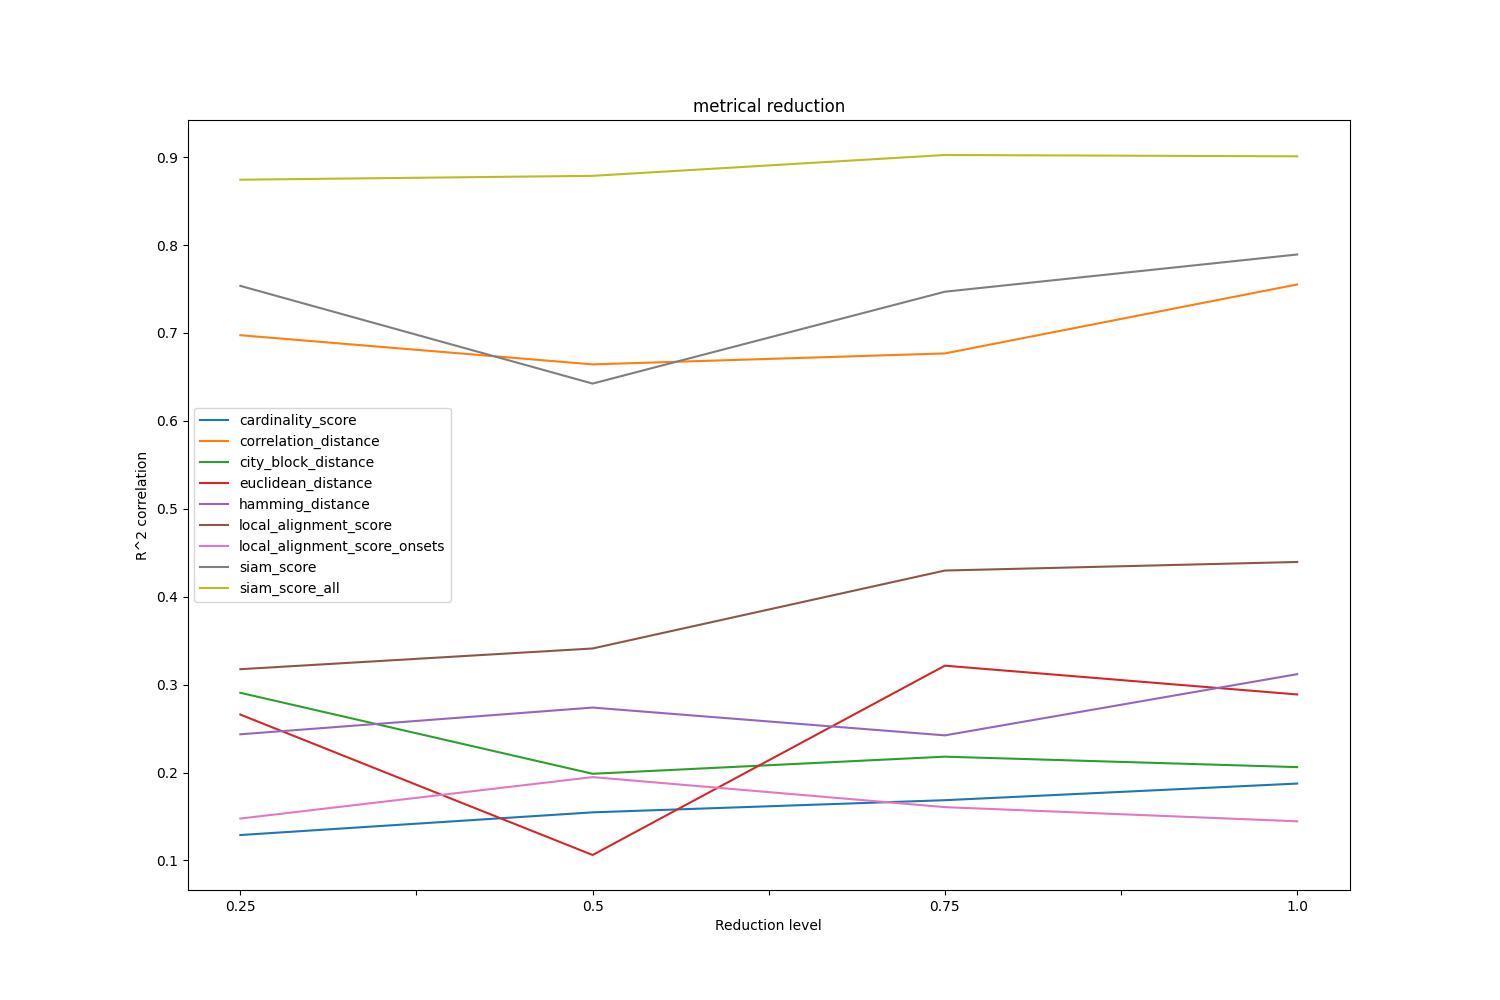 metrical reduction
0.9
0.8
0.7
0.6
0.5
0.4
0.3
0.2
0.1
R^2 correlation
cardinality_score
correlation_distance
city_block_distance
euclidean_distance
hamming_distance
local_alignment_score
local_alignment_score_onsets
siam_score
siam_score_all
0.25 0.5 0.75 1.0
Reduction level